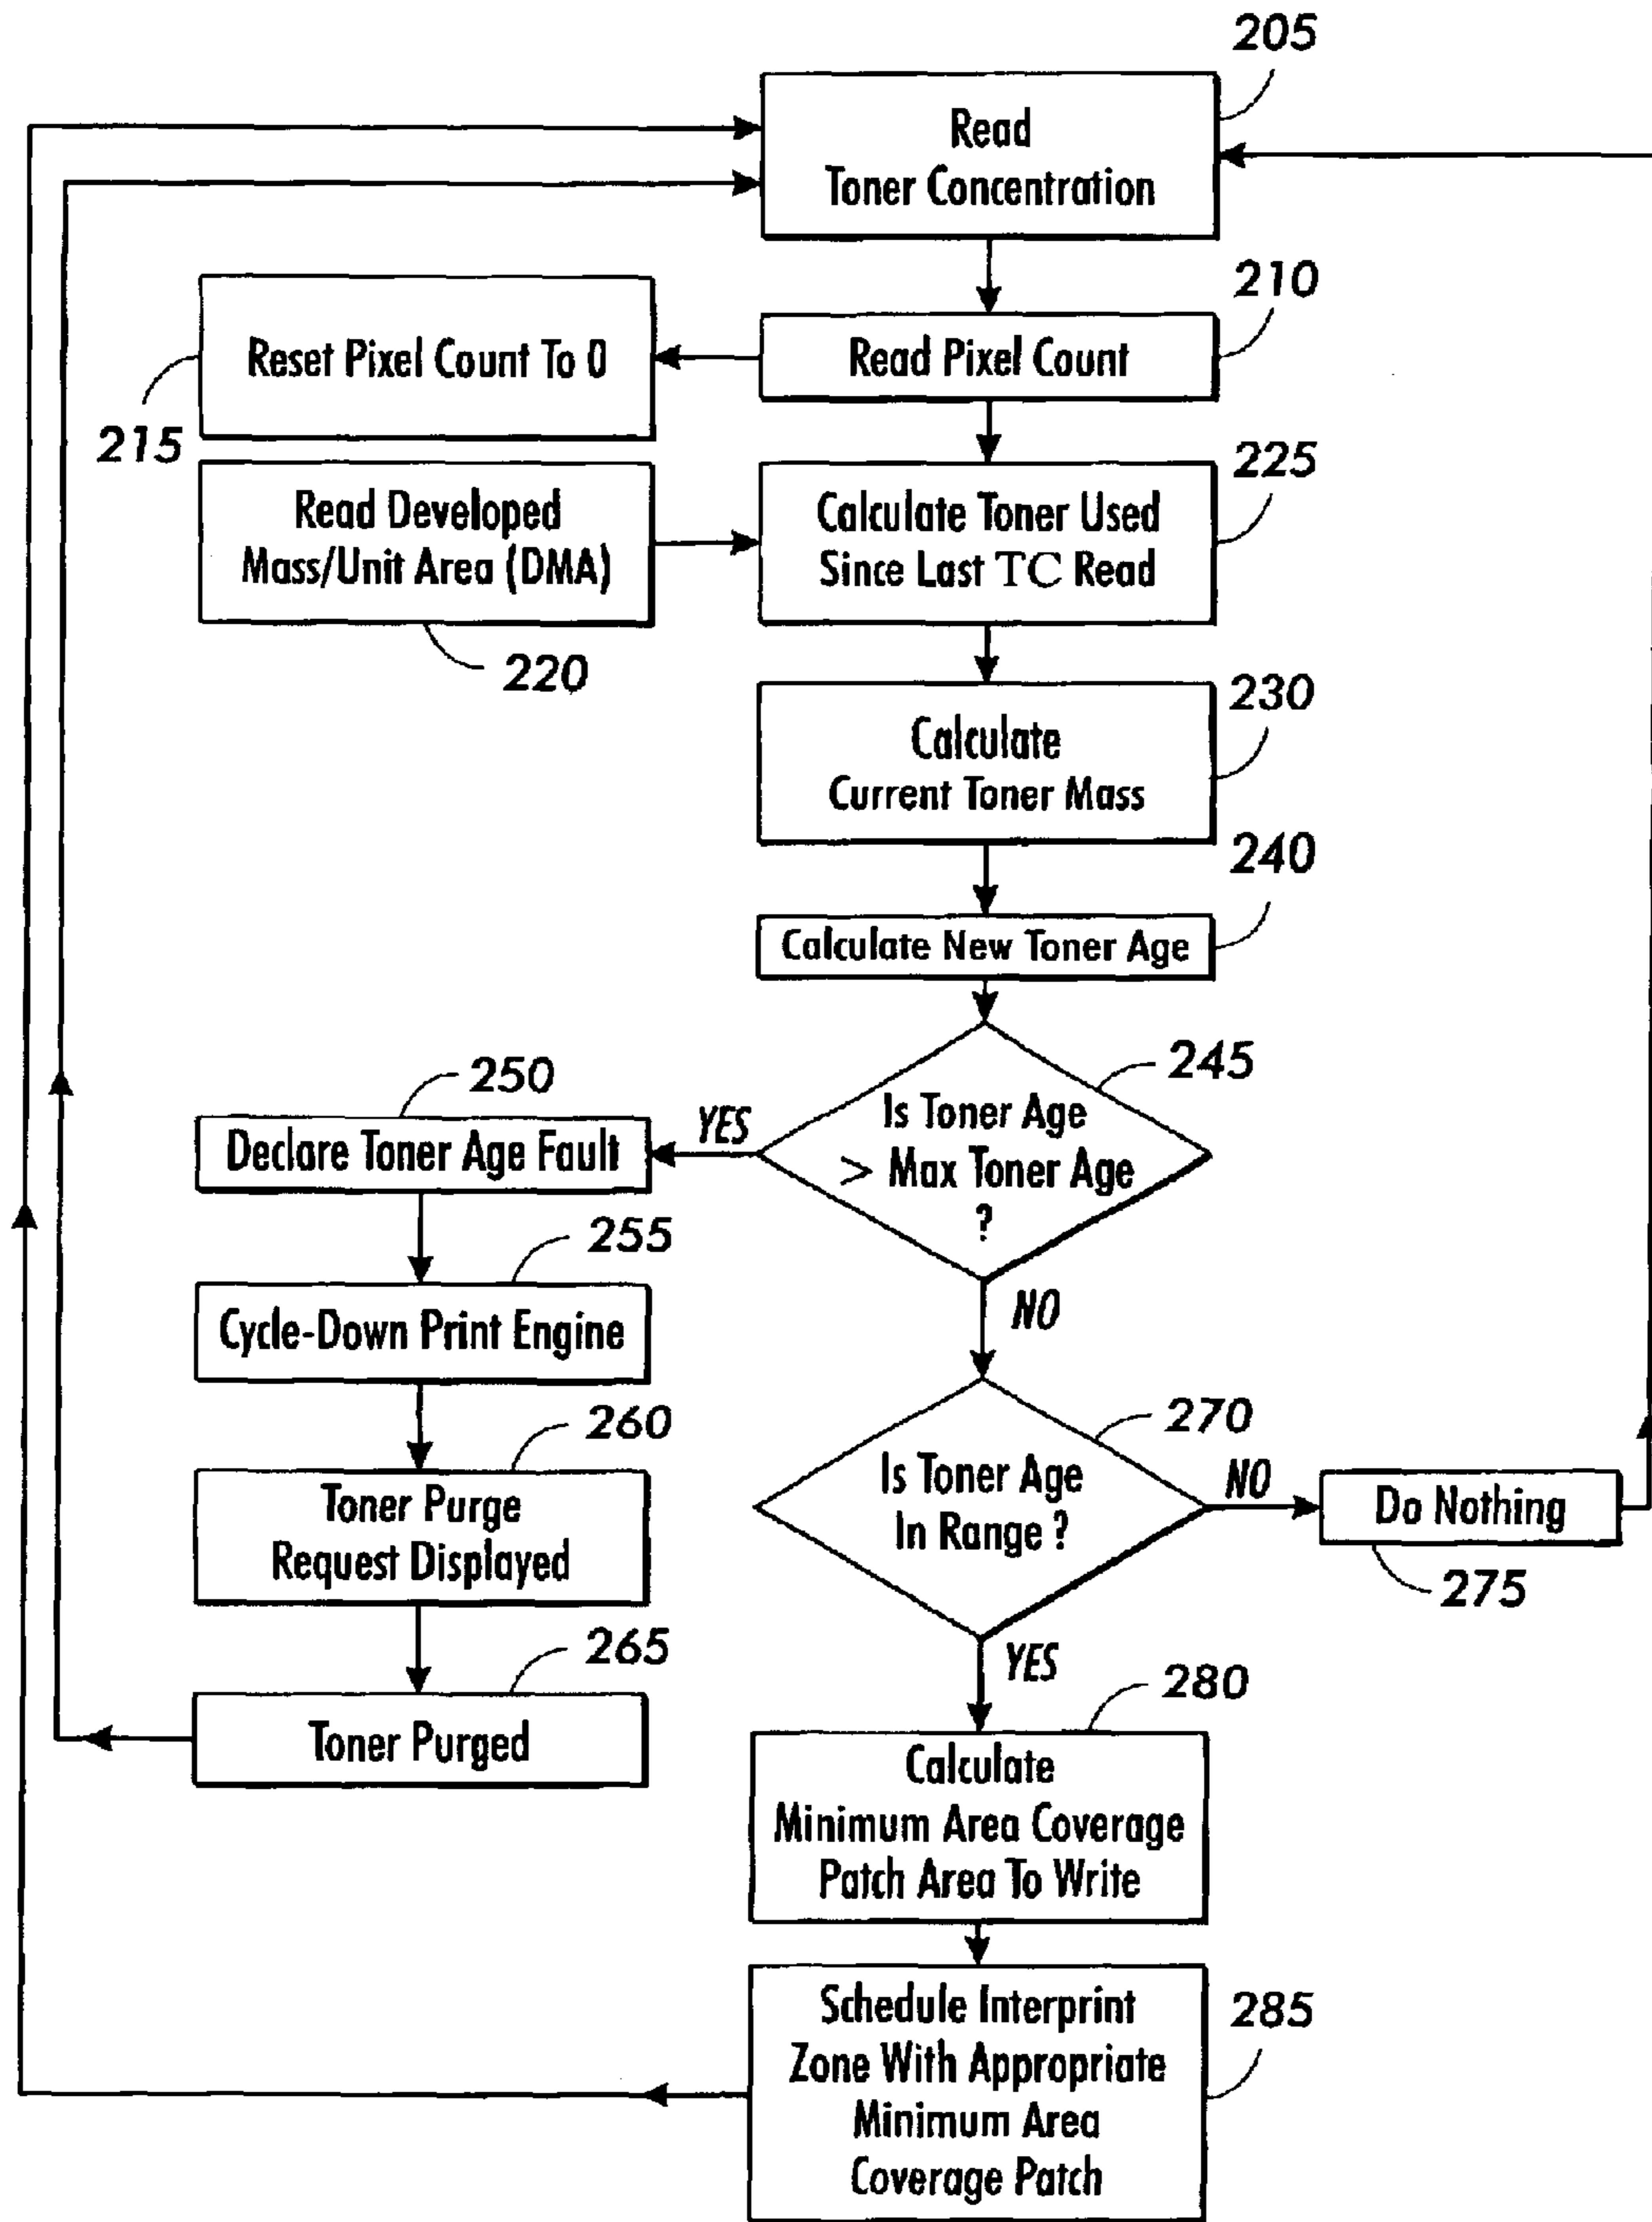 205
Read
Toner Concentration
210
Reset Pixel Count To 0
Read Pixel Count
215
225
Read Developed
Mass/Unit Area (DMA)
Calculate Toner Used
Since Last TC Read
220
230
Calculate
Current Toner Mass
240
Calculate New Toner Age
245
Is Toner Age
> Max Toner Age
?
YES
250
Declare Toner Age Fault
NO
255
Cycle-Down Print Engine
260
Toner Purge
Request Displayed
270
Is Toner Age
In Range ?
NO
Do Nothing
275
265
Toner Purged
YES
280
Calculate
Minimum Area Coverage
Patch Area To Write
Schedule Interprint
Zone With Appropriate
Minimum Area
Coverage Patch
285